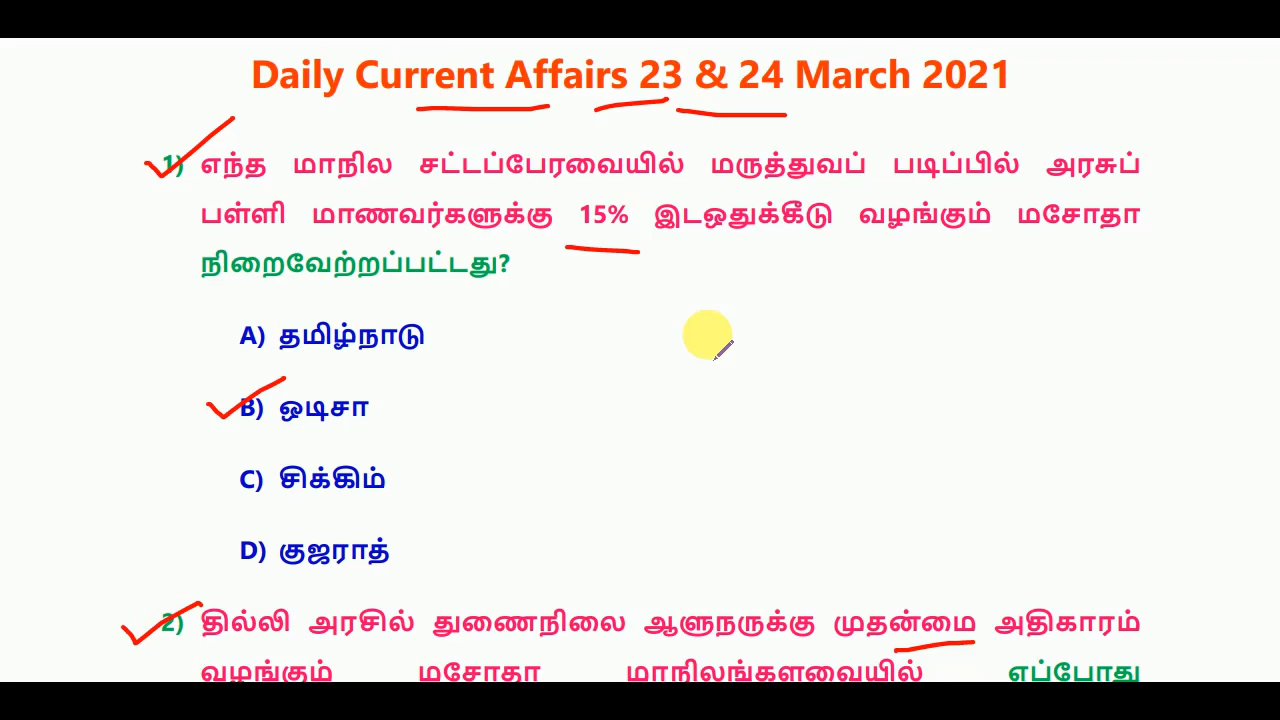 Daily Current Affairs 23 & 24 March 2021
1) எந்த மாநில சட்டப்பேரவையில் மருத்துவப் படிப்பில் அரசுப்
பள்ளி மாணவர்களுக்கு 15% இடஒதுக்கீடு வழங்கும் மசோதா
நிறைவேற்றப்பட்டது?
A) தமிழ்நாடு
B) ஒடிசா
C) சிக்கிம்
D) குஜராத்
2) தில்லி அரசில் துணைநிலை ஆளுநருக்கு முதன்மை அதிகாரம்
வழங்கும் மசோதா மாநிலங்களவையில் எப்போது